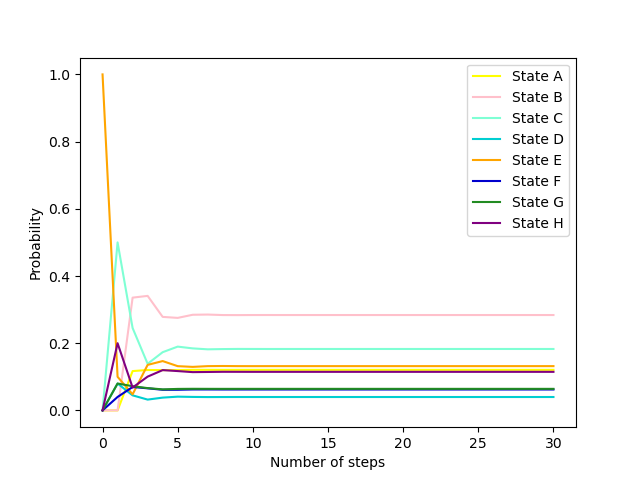 1.0
0.8
0.6
0.4
0.2
0.0
Probability
0 5 10 15 20 25 30
Number of steps
State A
State B
State C
State D
State E
State F
State G
State H